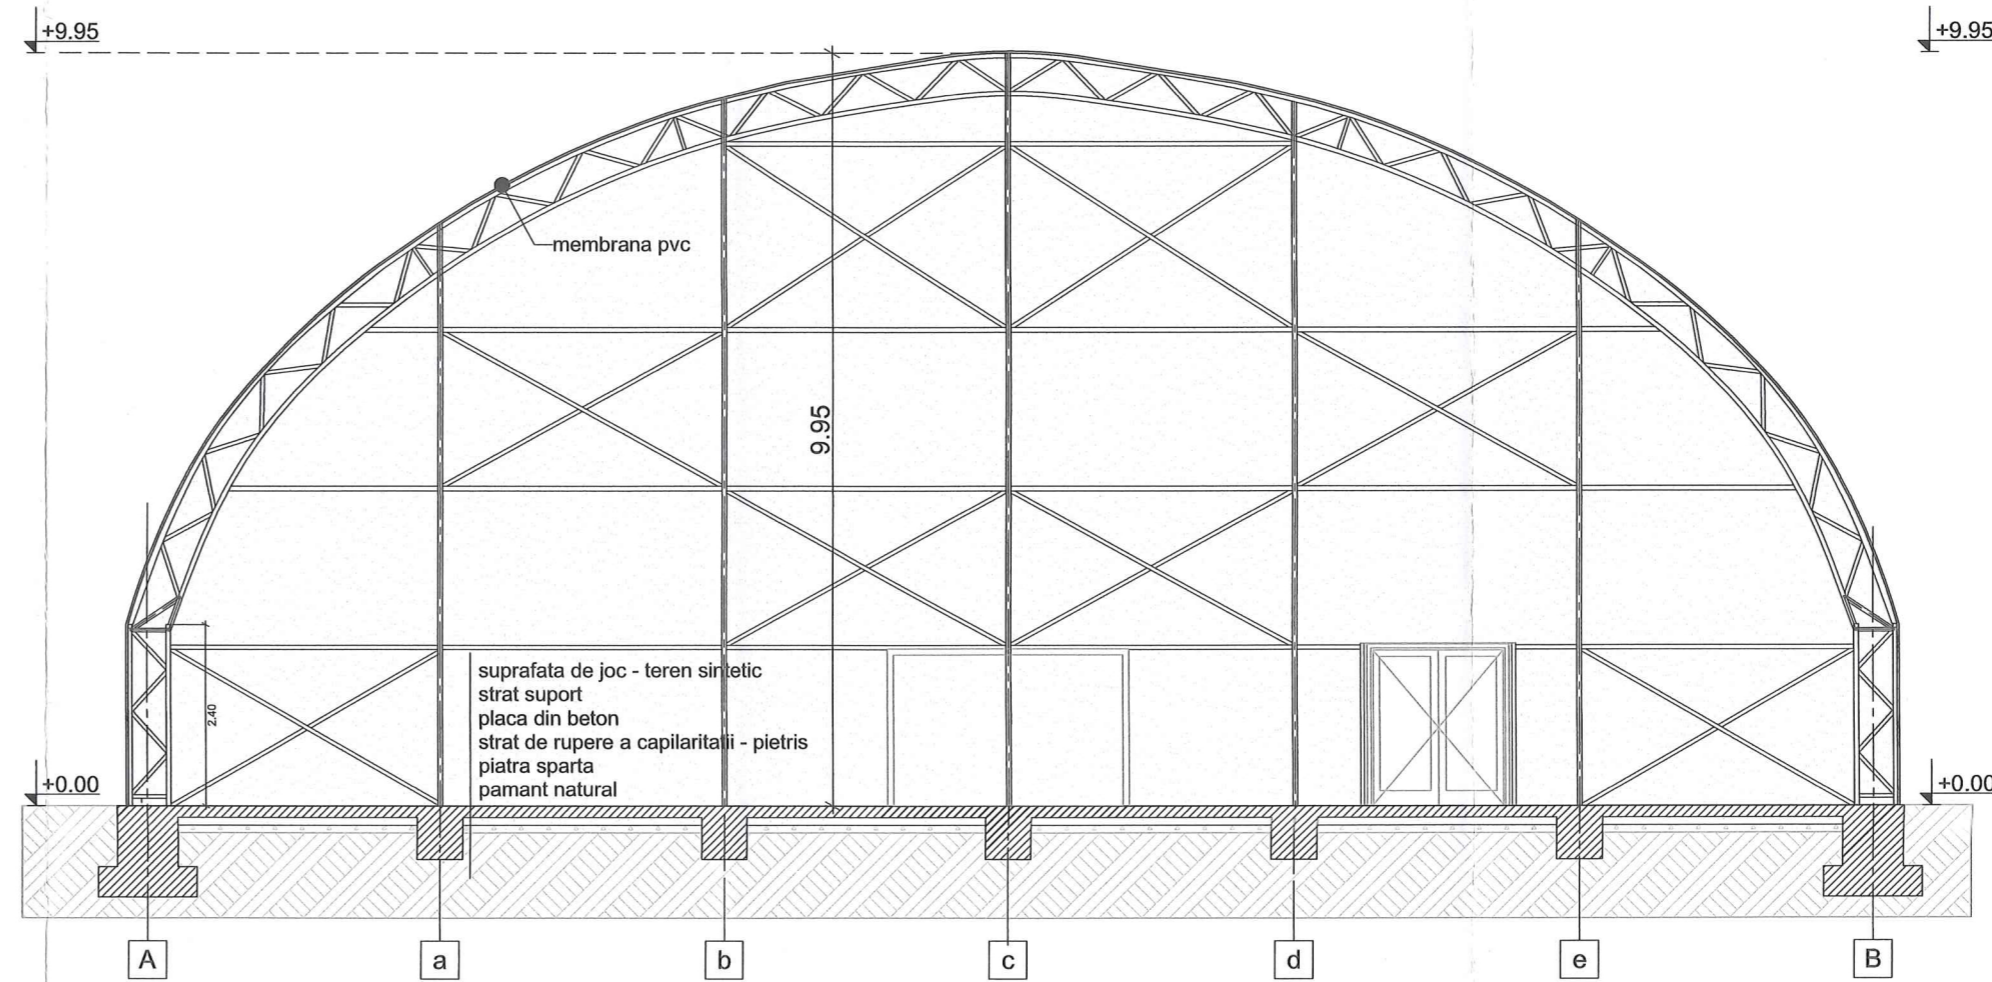 +9.95
+9.95
membrana pvc
9.95
suprafata de joc - teren sintetic
strat suport
placa din beton
strat de rupere a capilaritatii - pietris
piatra sparta
pamant natural
2.40
+0.00
+0.00
A
a
b
c
d
e
B